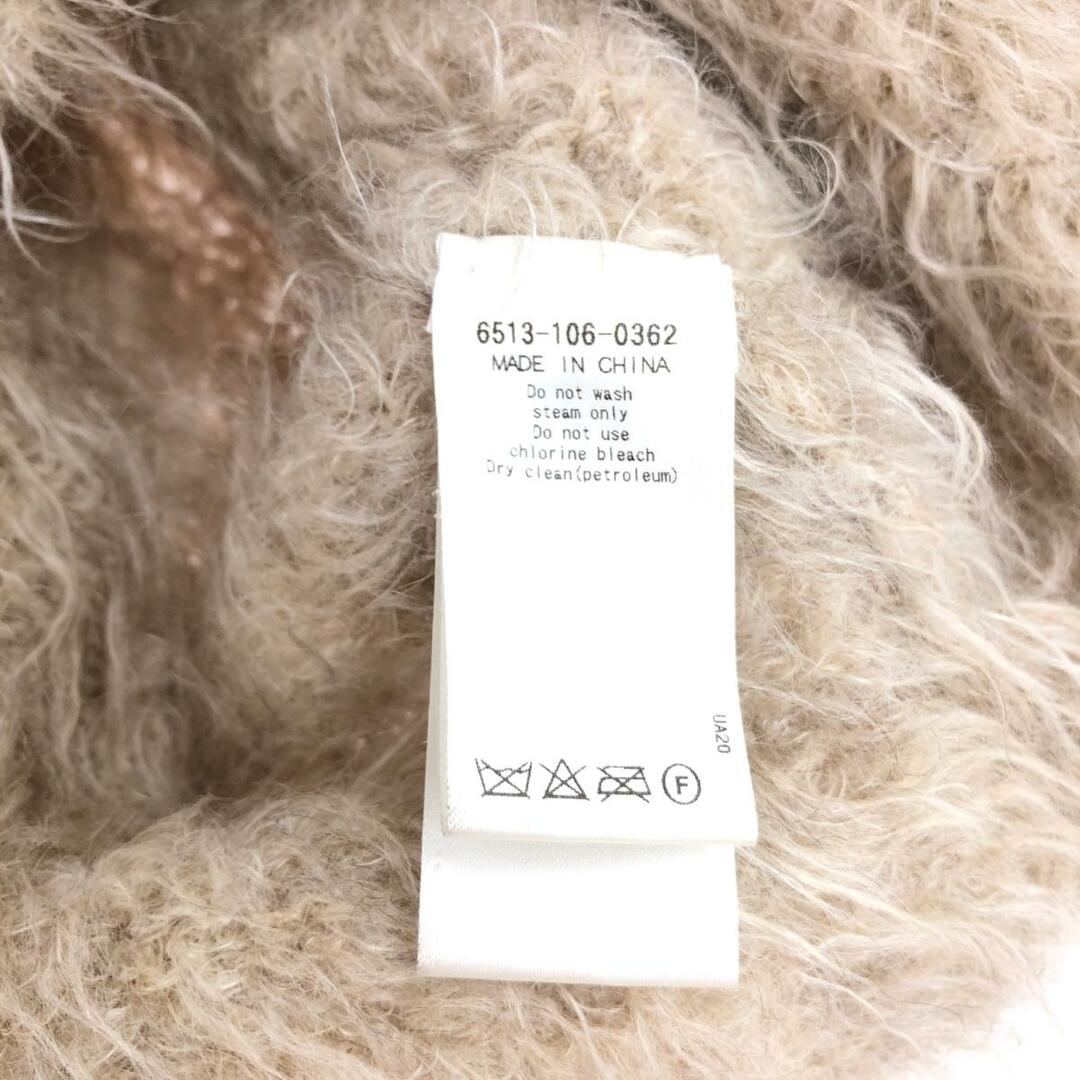 6513-106-0362
MADE IN CHINA
Do not wash
steam only
Do not use
chlorine bleach
Dry clean(petroleum)
UA20
F